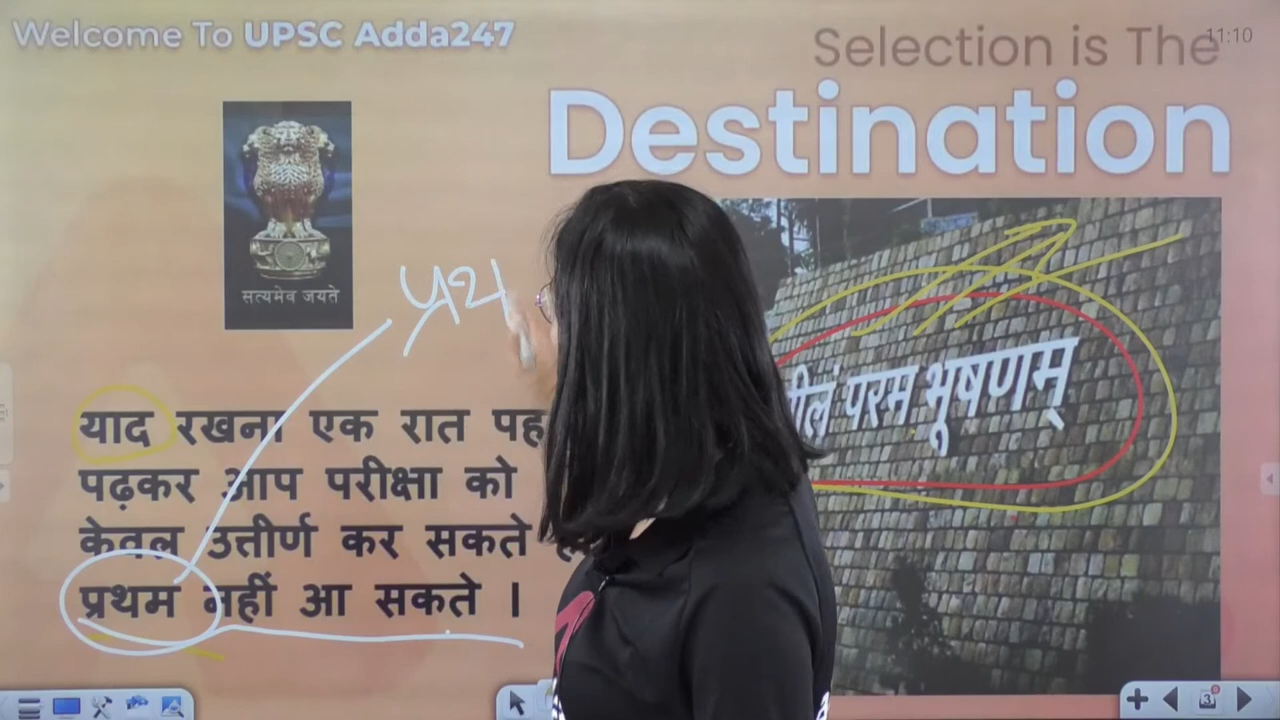 Welcome To UPSC Adda247
Selection is The
11:10
Destination
सत्यमेव जयते
प्रथ
याद रखना एक रात पह
पढ़कर आप परीक्षा को
केवल उत्तीर्ण कर सकते
प्रथम नहीं आ सकते ।
परम भूषणम्
3